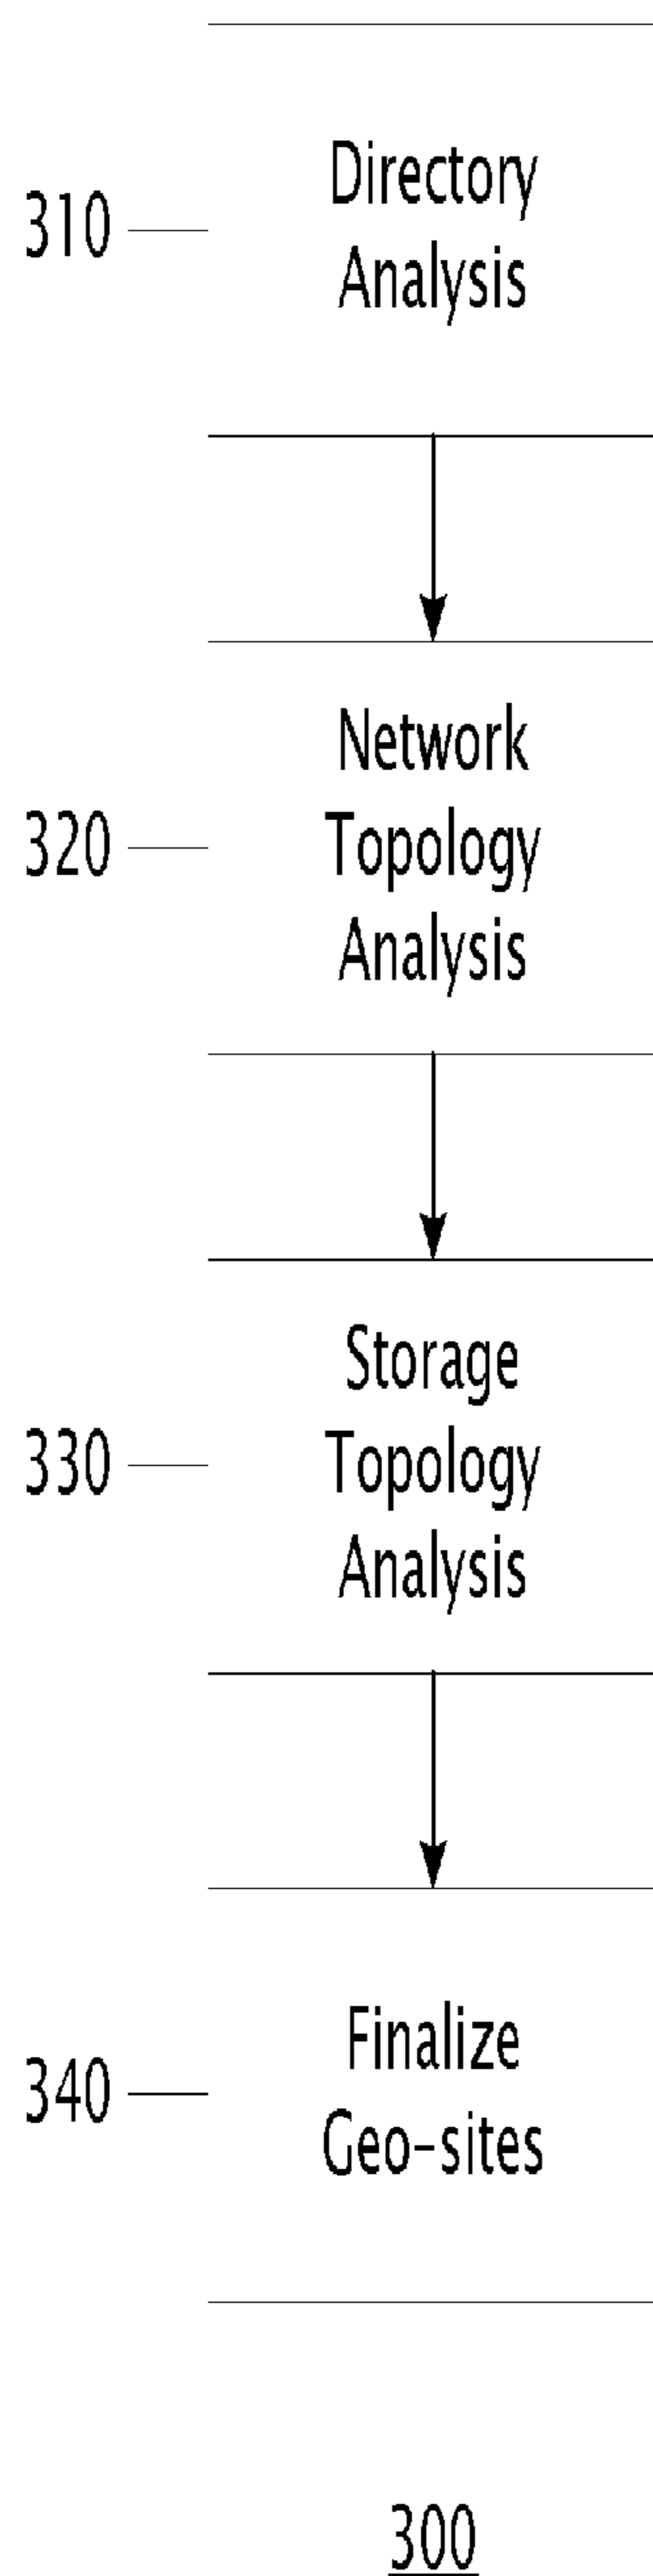 Directory
Analysis
310
Network
Topology
Analysis
320
Storage
Topology
Analysis
330
Finalize
Geo-sites
340
300